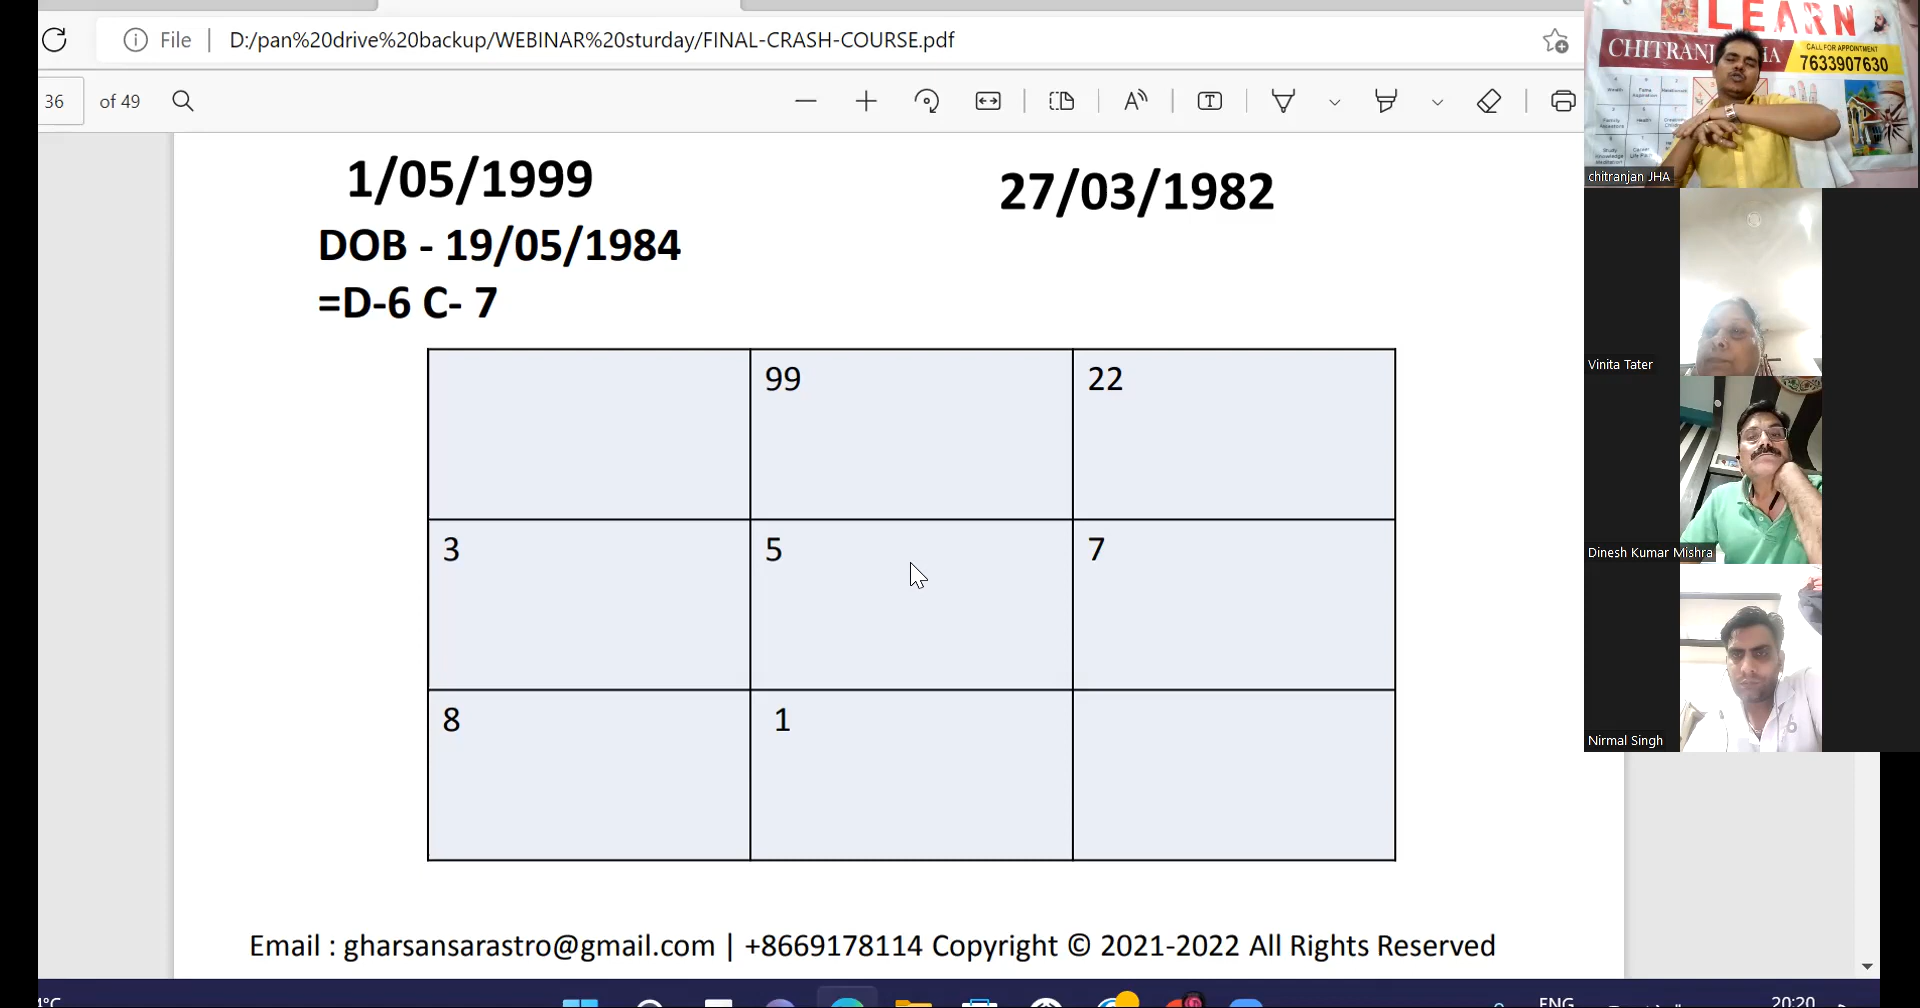 File | D:/pan%20drive%20backup/WEBINAR%20sturday/FINAL-CRASH-COURSE.pdf
36 of 49
1/05/1999
27/03/1982
DOB - 19/05/1984
=D-6 C- 7
99 22
3 5 7
8 1
Email : gharsansarastro@gmail.com | +8669178114 Copyright © 2021-2022 All Rights Reserved
LEARN
CALL FOR APPOINTMENT
7633907630
chitranjan JHA
Vinita Tater
Dinesh Kumar Mishra
Nirmal Singh
ENG
20:20